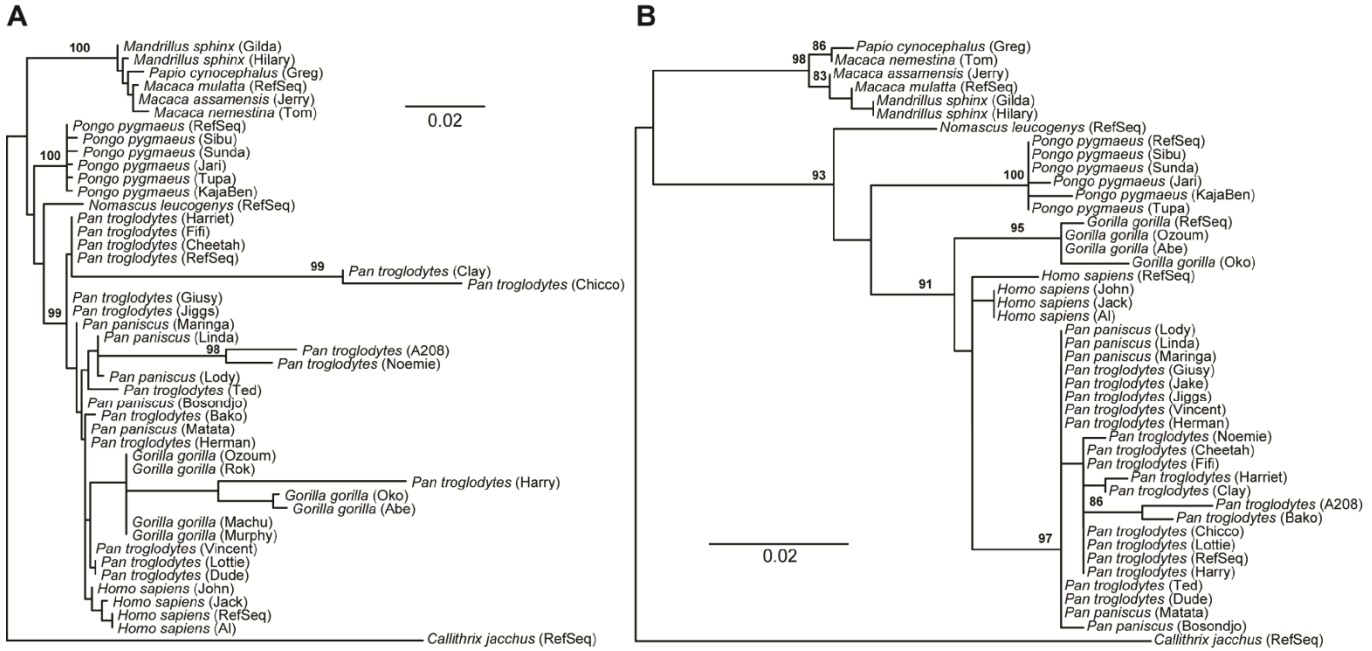 A
100
Mandrillus sphinx (Gilda)
Mandrillus sphinx (Hilary)
Papio cynocephalus (Greg)
Macaca mulatta (RefSeq)
Macaca assamensis (Jerry)
Macaca nemestina (Tom)
0.02
Pongo pygmaeus (RefSeq)
Pongo pygmaeus (Sibu)
Pongo pygmaeus (Sunda)
100
Pongo pygmaeus (Jari)
Pongo pygmaeus (Tupa)
Pongo pygmaeus (KajaBen)
Nomascus leucogenys (RefSeq)
Pan troglodytes (Harriet)
Pan troglodytes (Fifi)
Pan troglodytes (Cheetah)
Pan troglodytes (RefSeq)
99
Pan troglodytes (Clay)
Pan troglodytes (Chicco)
Pan troglodytes (Giusy)
99
Pan troglodytes (Jiggs)
Pan paniscus (Maringa)
Pan paniscus (Linda)
98
Pan troglodytes (A208)
Pan troglodytes (Noemie)
Pan paniscus (Lody)
Pan troglodytes (Ted)
Pan paniscus (Bosondjo)
Pan troglodytes (Bako)
Pan paniscus (Matata)
Pan troglodytes (Herman)
Gorilla gorilla (Ozoum)
Gorilla gorilla (Rok)
Pan troglodytes (Harry)
Gorilla gorilla (Oko)
Gorilla gorilla (Abe)
Gorilla gorilla (Machu)
Gorilla gorilla (Murphy)
Pan troglodytes (Vincent)
Pan troglodytes (Lottie)
Pan troglodytes (Dude)
Homo sapiens (John)
Homo sapiens (Jack)
Homo sapiens (RefSeq)
Homo sapiens (Al)
Callithrix jacchus (RefSeq)
B
86
Papio cynocephalus (Greg)
98
Macaca nemestina (Tom)
83
Macaca assamensis (Jerry)
Macaca mulatta (RefSeq)
Mandrillus sphinx (Gilda)
Mandrillus sphinx (Hilary)
Nomascus leucogenys (RefSeq)
93
Pongo pygmaeus (RefSeq)
Pongo pygmaeus (Sibu)
Pongo pygmaeus (Sunda)
100
Pongo pygmaeus (Jari)
Pongo pygmaeus (KajaBen)
Pongo pygmaeus (Tupa)
95
Gorilla gorilla (RefSeq)
Gorilla gorilla (Ozoum)
Gorilla gorilla (Abe)
Gorilla gorilla (Oko)
91
Homo sapiens (RefSeq)
Homo sapiens (John)
Homo sapiens (Jack)
Homo sapiens (Al)
Pan paniscus (Lody)
Pan paniscus (Linda)
Pan paniscus (Maringa)
Pan troglodytes (Giusy)
Pan troglodytes (Jake)
Pan troglodytes (Jiggs)
Pan troglodytes (Vincent)
Pan troglodytes (Herman)
Pan troglodytes (Noemie)
Pan troglodytes (Cheetah)
Pan troglodytes (Fifi)
Pan troglodytes (Harriet)
Pan troglodytes (Clay)
86
Pan troglodytes (A208)
Pan troglodytes (Bako)
Pan troglodytes (Chicco)
97
Pan troglodytes (Lottie)
Pan troglodytes (RefSeq)
Pan troglodytes (Harry)
Pan troglodytes (Ted)
Pan troglodytes (Dude)
Pan paniscus (Matata)
Pan paniscus (Bosondjo)
0.02
Callithrix jacchus (RefSeq)